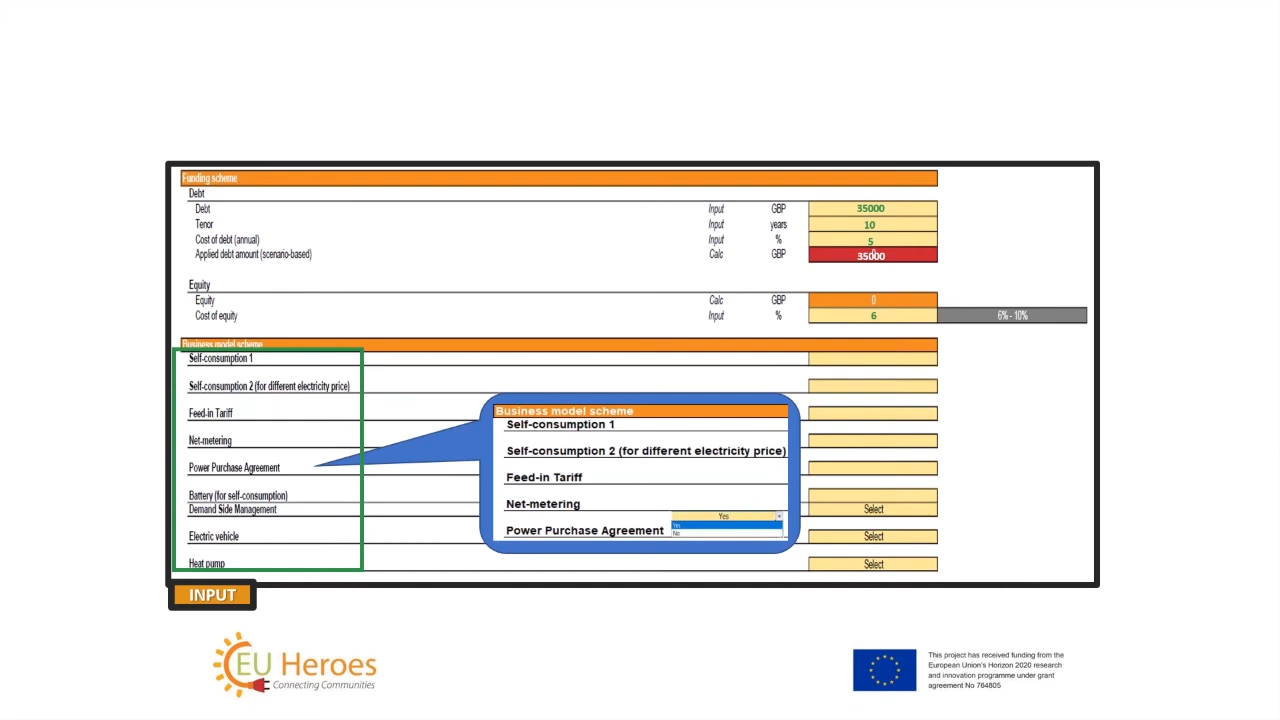 Funding scheme
Debt
Debt Input GBP 35000
Tenor Input years 10
Cost of debt (annual) Input % 5
Applied debt amount (scenario-based) Calc GBP 35000
Equity
Equity Calc GBP 0
Cost of equity Input % 6 6% - 10%
Business model scheme
Self-consumption 1
Self-consumption 2 (for different electricity price)
Feed-in Tariff
Net-metering
Power Purchase Agreement
Battery (for self-consumption)
Demand Side Management Select
Electric vehicle Select
Heat pump Select
Business model scheme
Self-consumption 1
Self-consumption 2 (for different electricity price)
Feed-in Tariff
Net-metering
Yes
Yes
Power Purchase Agreement No
INPUT
EU Heroes
Connecting Communities
This project has received funding from the
European Union's Horizon 2020 research
and innovation programme under grant
agreement No 764805